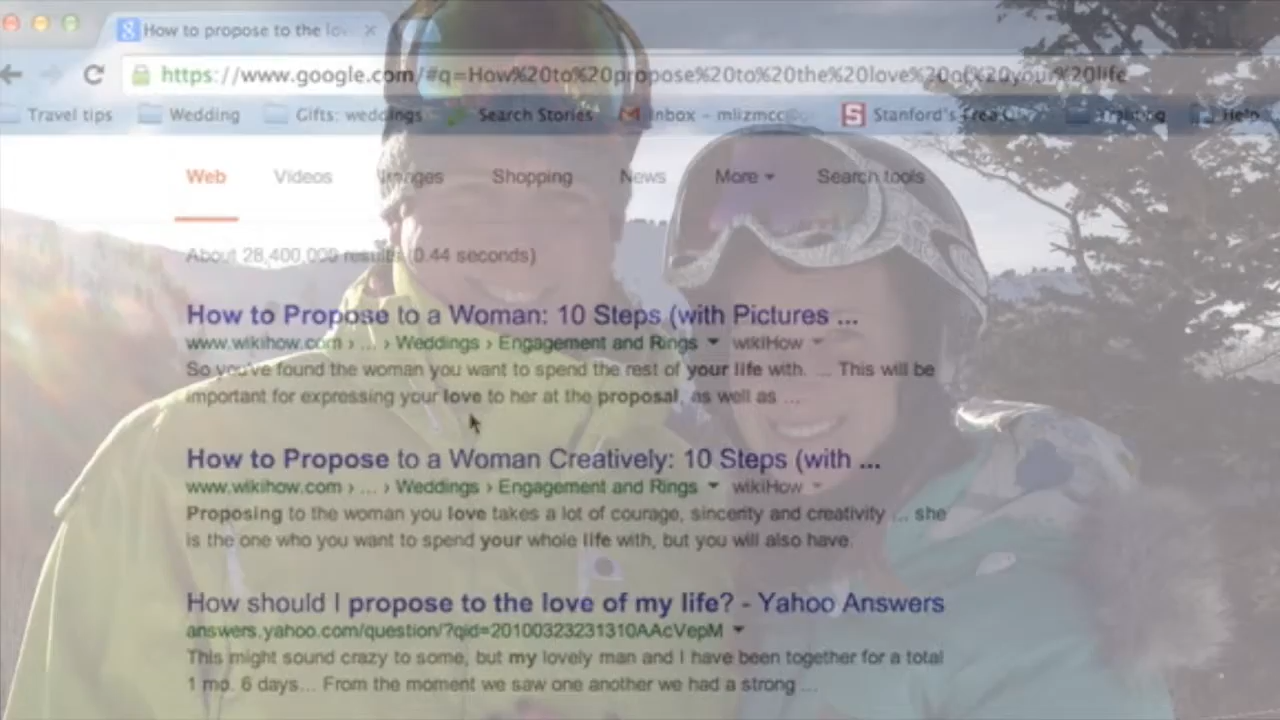 How to propose to the lov
https://www.google.com/#q=How%20to%20propose%20to%20the%20love%20of%20your%20life
Travel tips Wedding Gifts: weddings Search Stories Inbox - mlizmcc@ Stanford's Free Training Help
Web Videos Images Shopping News More Search tools
About 28,400,000 results (0.44 seconds)
How to Propose to a Woman: 10 Steps (with Pictures ...
www.wikihow.com › ... › Weddings › Engagement and Rings wikiHow
So you've found the woman you want to spend the rest of your life with. ... This will be
important for expressing your love to her at the proposal, as well as ...
How to Propose to a Woman Creatively: 10 Steps (with ...
www.wikihow.com › ... › Weddings › Engagement and Rings wikiHow
Proposing to the woman you love takes a lot of courage, sincerity and creativity ... she
is the one who you want to spend your whole life with, but you will also have.
How should I propose to the love of my life? - Yahoo Answers
answers.yahoo.com/question/?qid=20100323231310AAcVepM
This might sound crazy to some, but my lovely man and I have been together for a total
1 mo. 6 days... From the moment we saw one another we had a strong ...